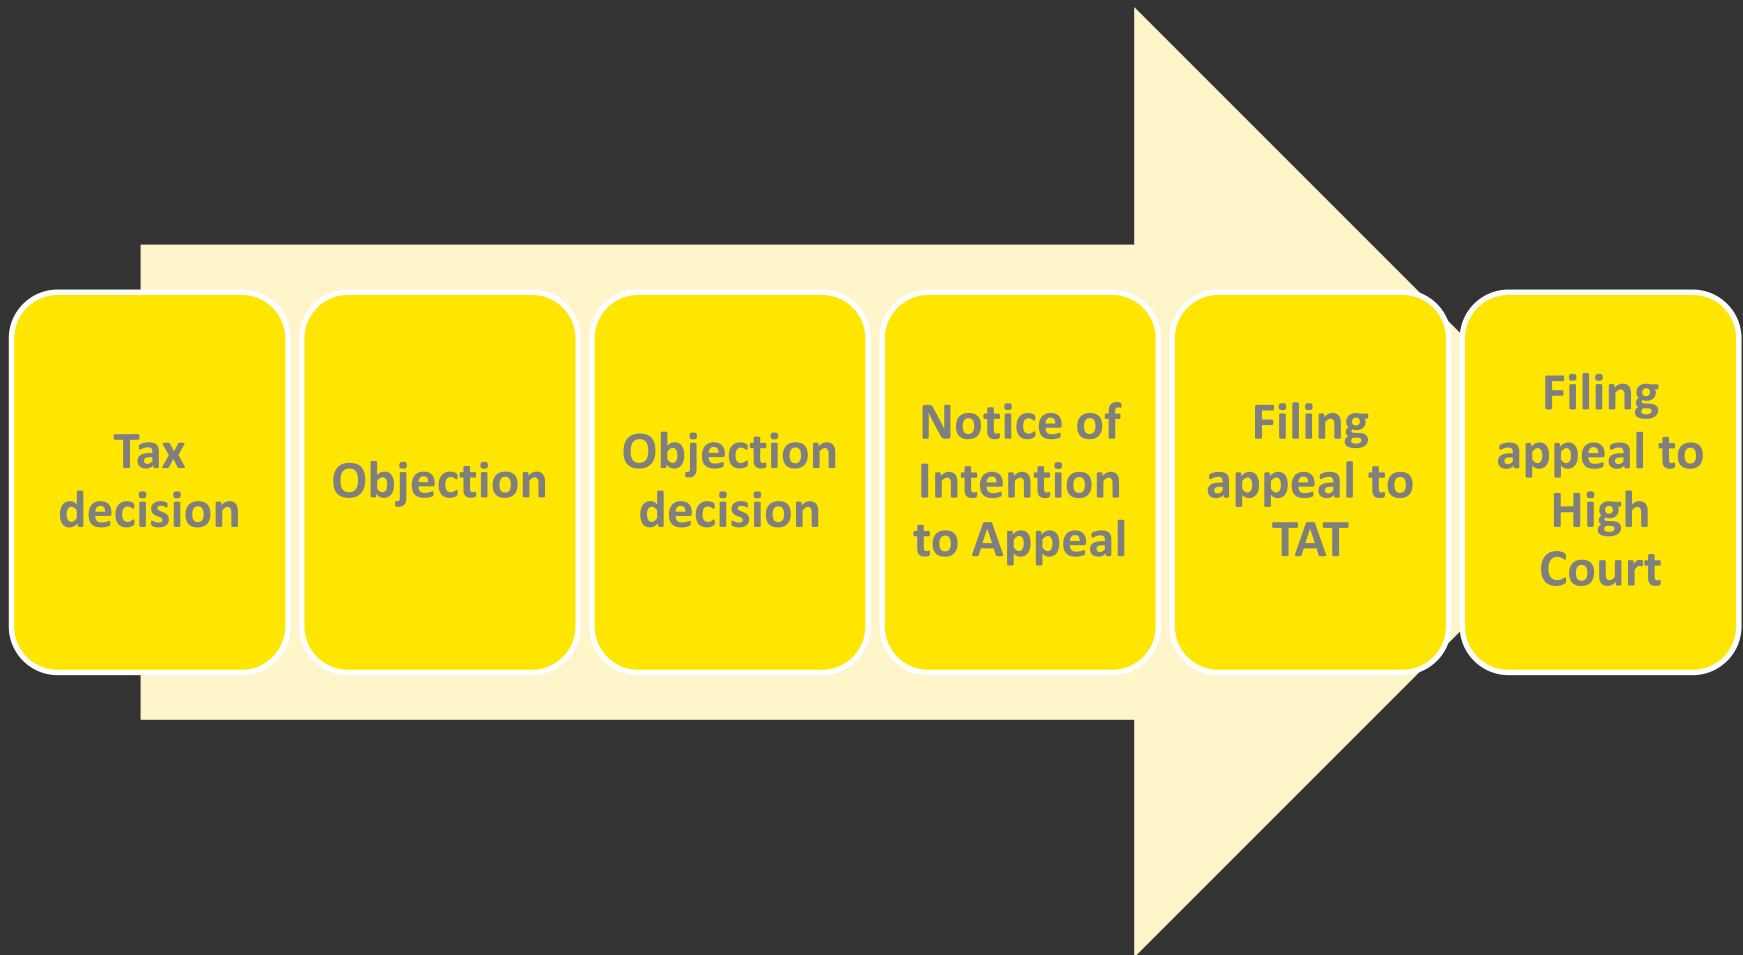 Tax
decision
Objection
Objection
decision
Notice of
Intention
to Appeal
Filing
appeal to
TAT
Filing
appeal to
High
Court